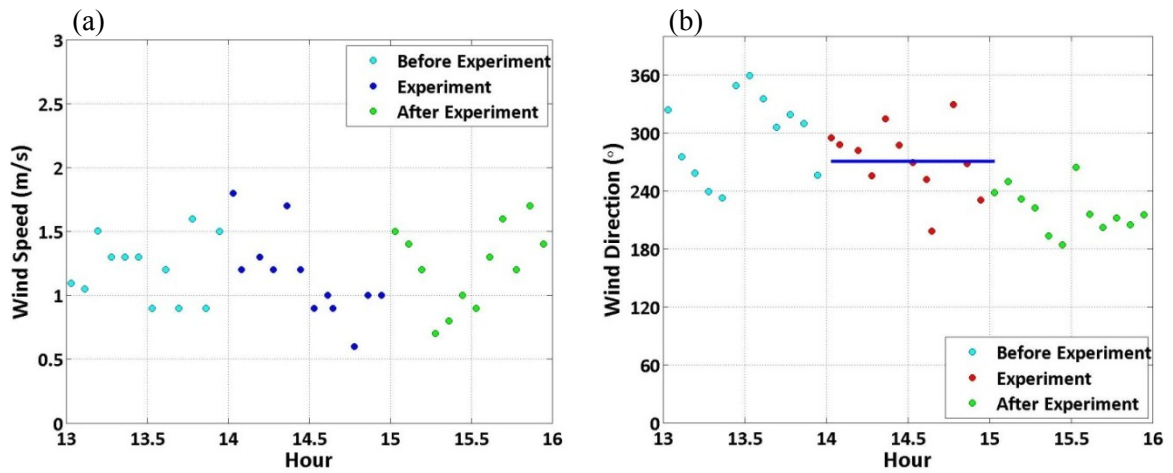 (a)
3
2.5
2
1.5
1
0.5
0
Wind Speed (m/s)
13 13.5 14 14.5 15 15.5 16
Hour
Before Experiment
Experiment
After Experiment
(b)
360
300
240
180
120
60
0
Wind Direction (°)
13 13.5 14 14.5 15 15.5 16
Hour
Before Experiment
Experiment
After Experiment